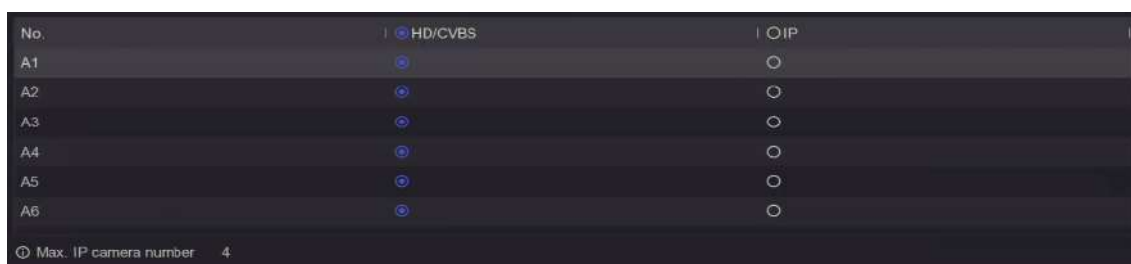 No. HD/CVBS IP
A1
A2
A3
A4
A5
A6
Max. IP camera number 4